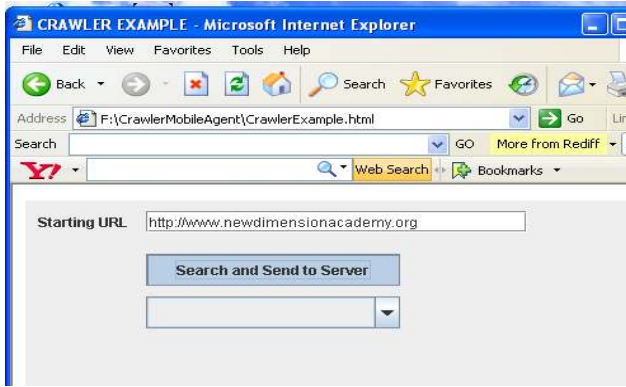 CRAWLER EXAMPLE - Microsoft Internet Explorer
File Edit View Favorites Tools Help
Back Search Favorites
Address F:\CrawlerMobileAgent\CrawlerExample.html Go
Search GO More from Rediff
Y! Web Search Bookmarks
Starting URL http://www.newdimensionacademy.org
Search and Send to Server